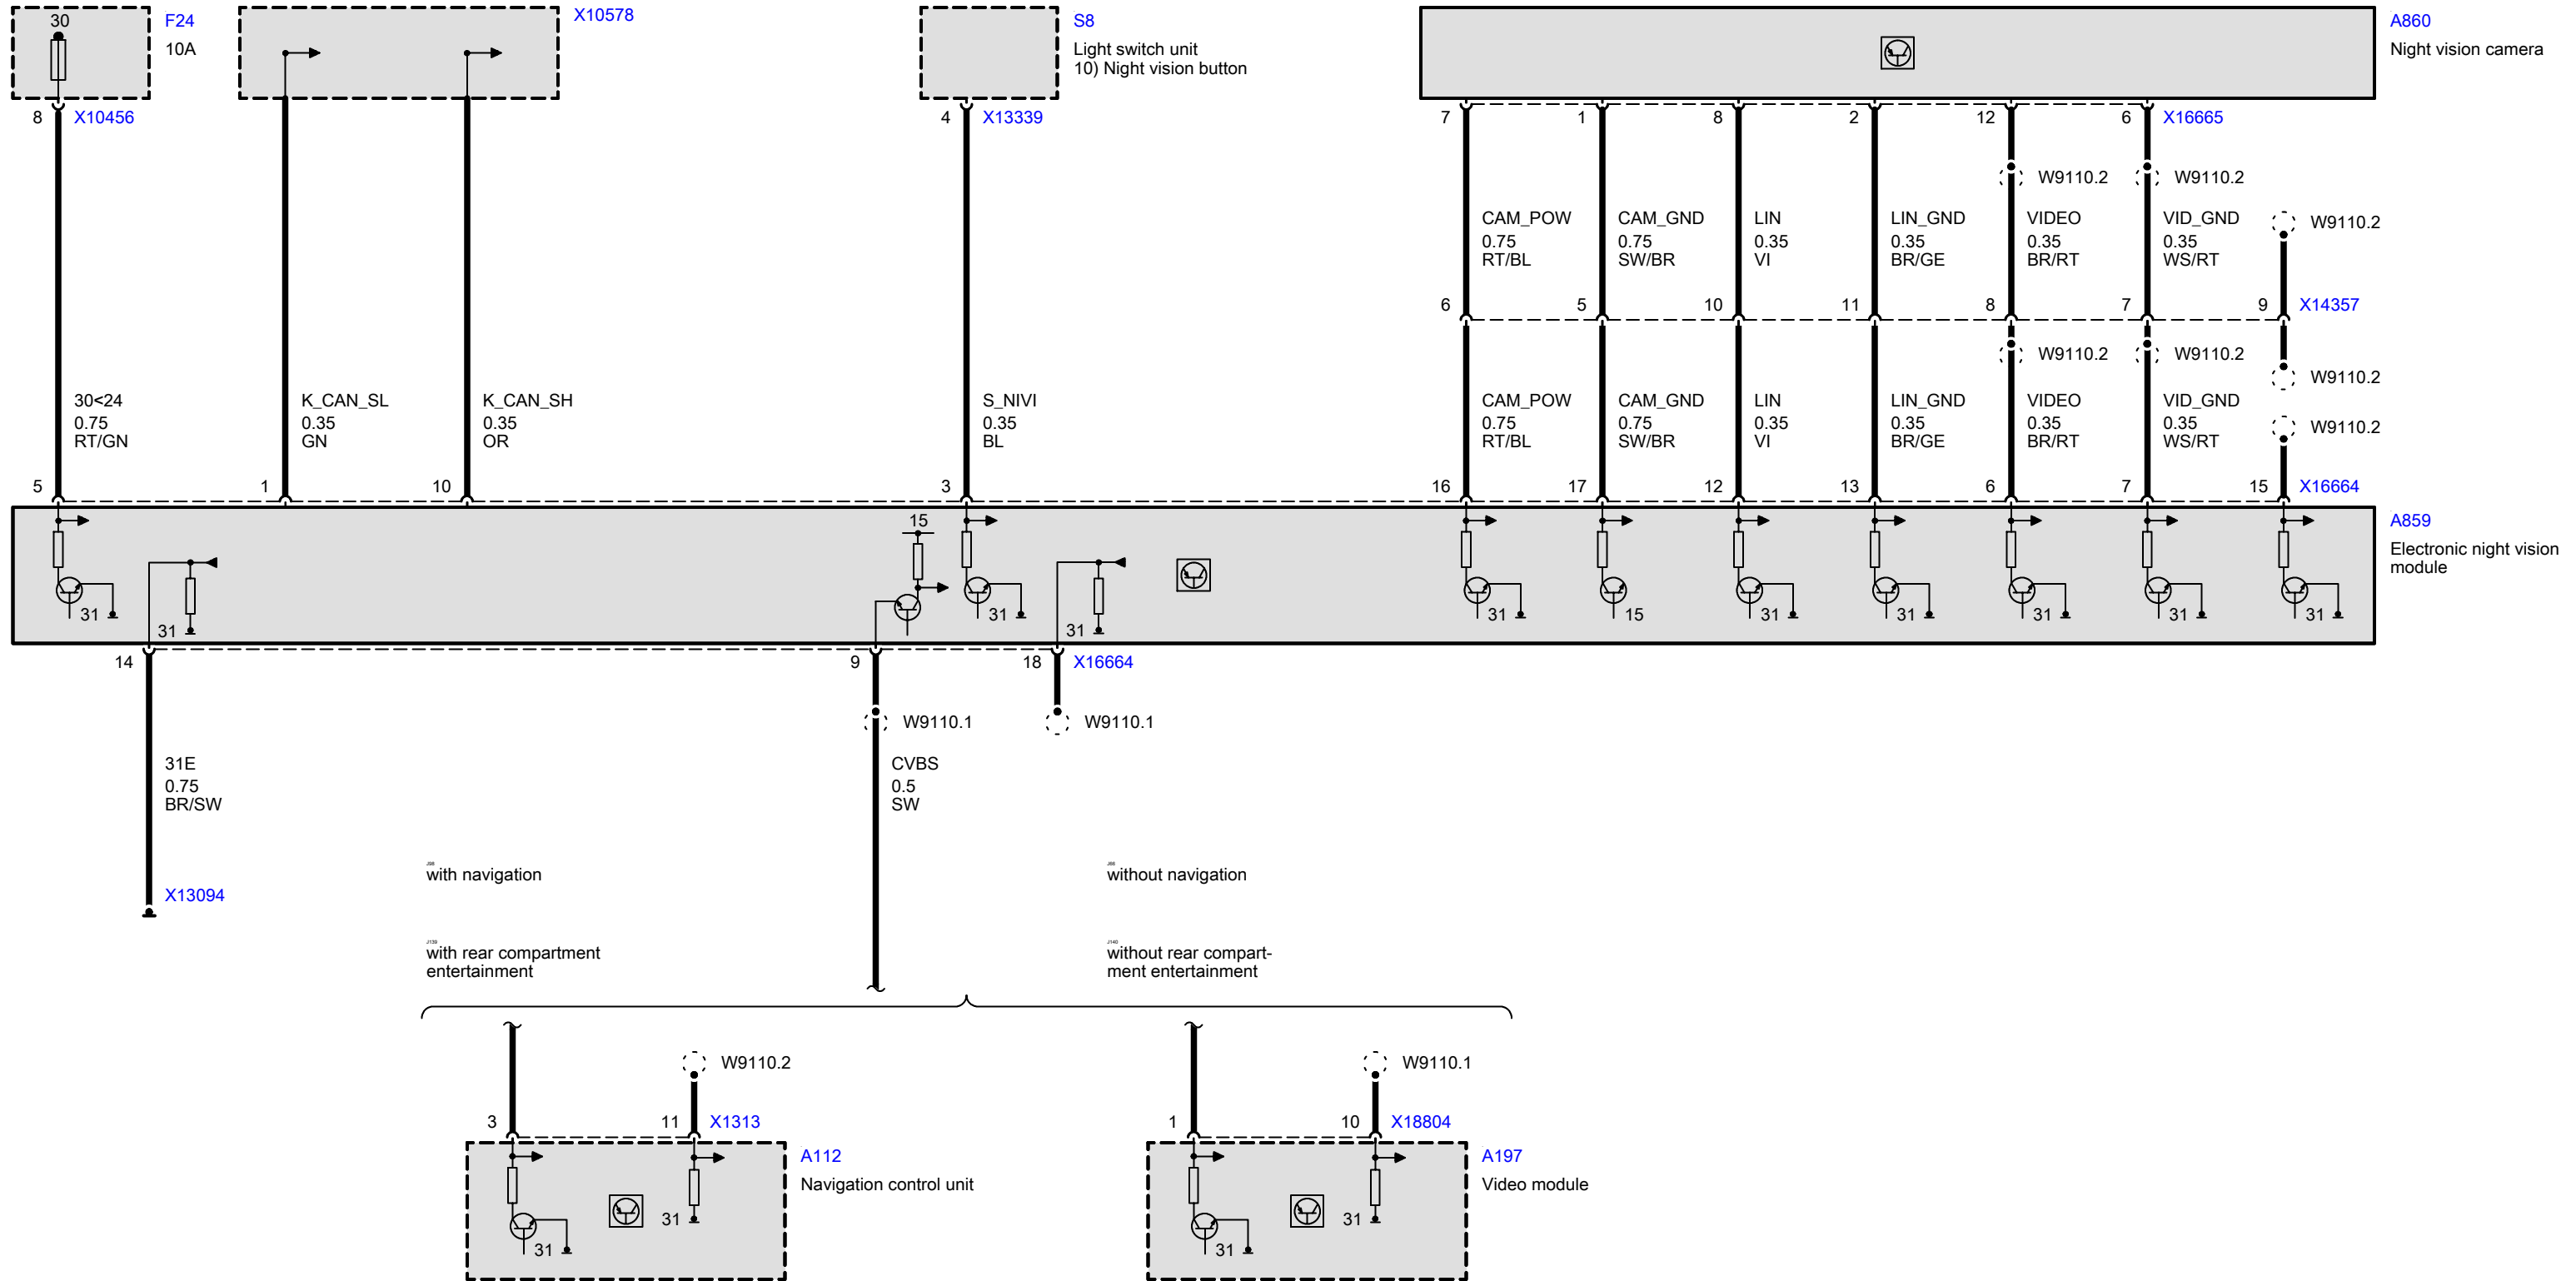 30
F24
10A
X10578
S8
Light switch unit
10) Night vision button
A860
Night vision camera
8 X10456
4 X13339
7 1 8 2 12 6 X16665
W9110.2 W9110.2
CAM_POW CAM_GND LIN LIN_GND VIDEO VID_GND W9110.2
0.75 0.75 0.35 0.35 0.35 0.35
RT/BL SW/BR VI BR/GE BR/RT WS/RT
6 5 10 11 8 7 9 X14357
W9110.2 W9110.2
W9110.2
30<24 K_CAN_SL K_CAN_SH S_NIVI CAM_POW CAM_GND LIN LIN_GND VIDEO VID_GND
0.75 0.35 0.35 0.35 0.75 0.75 0.35 0.35 0.35 0.35 W9110.2
RT/GN GN OR BL RT/BL SW/BR VI BR/GE BR/RT WS/RT
5 1 10 3 16 17 12 13 6 7 15 X16664
15
A859
Electronic night vision
module
31 31 31 15 31 31 31 31 31
31 31
14 9 18 X16664
W9110.1 W9110.1
31E CVBS
0.75 0.5
BR/SW SW
J98
with navigation
without navigation
X13094
J139
with rear compartment
entertainment
J140
without rear compart-
ment entertainment
W9110.2 W9110.1
3 11 X1313 1 10 X18804
A112
Navigation control unit
A197
Video module
31 31
31 31